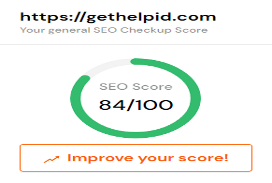 https://gethelpid.com
Your general SEO Checkup Score
SEO Score
84/100
Improve your score!